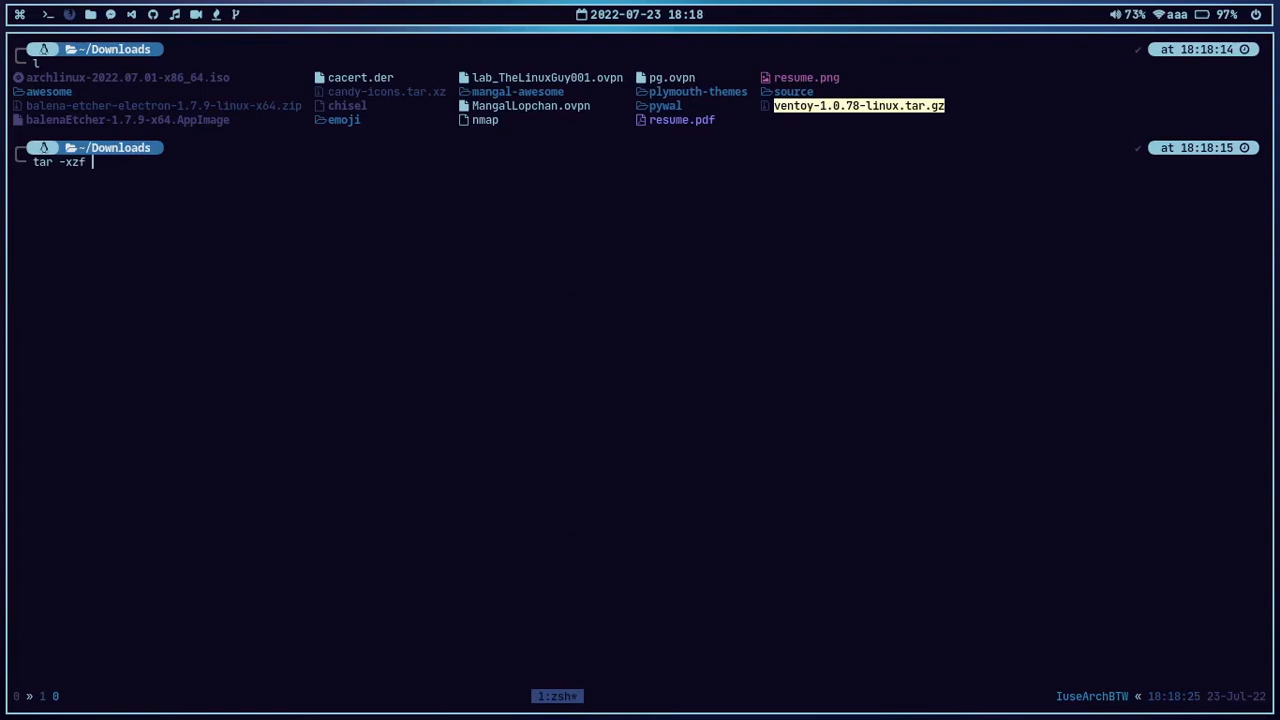 2022-07-23 18:18
73% aaa 97%
~/Downloads
✓ at 18:18:14
l
archlinux-2022.07.01-x86_64.iso cacert.der lab_TheLinuxGuy001.ovpn pg.ovpn resume.png
awesome candy-icons.tar.xz mangal-awesome plymouth-themes source
balena-etcher-electron-1.7.9-linux-x64.zip chisel MangalLopchan.ovpn pywal ventoy-1.0.78-linux.tar.gz
balenaEtcher-1.7.9-x64.AppImage emoji nmap resume.pdf
~/Downloads
✓ at 18:18:15
tar -xzf
0 » 1 0 1:zsh* IuseArchBTW « 18:18:25 23-Jul-22